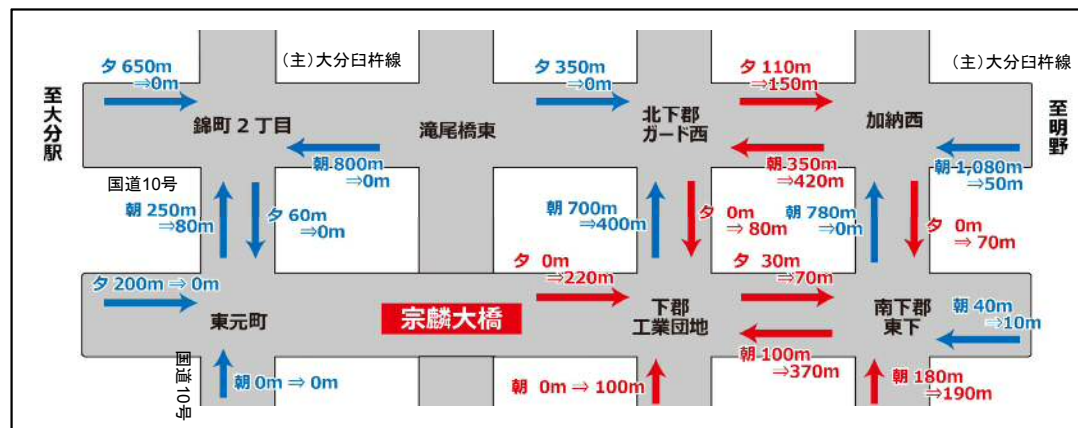 (主)大分臼杵線
(主)大分臼杵線
夕 650m
⇒0m
夕 350m
⇒0m
夕 110m
⇒150m
至大分駅
錦町2丁目
滝尾橋東
北下郡
ガード西
加納西
至明野
朝 800m
⇒0m
朝 350m
⇒420m
朝 1,080m
⇒50m
国道10号
朝 250m
⇒80m
夕 60m
⇒0m
朝 700m
⇒400m
夕 0m
⇒ 80m
朝 780m
⇒0m
夕 0m
⇒ 70m
夕 200m ⇒ 0m
夕 0m
⇒220m
夕 30m
⇒70m
東元町
宗麟大橋
下郡
工業団地
南下郡
東下
朝 40m
⇒10m
国道10号
朝 0m ⇒ 0m
朝 0m ⇒ 100m
朝 100m
⇒370m
朝 180m
⇒190m